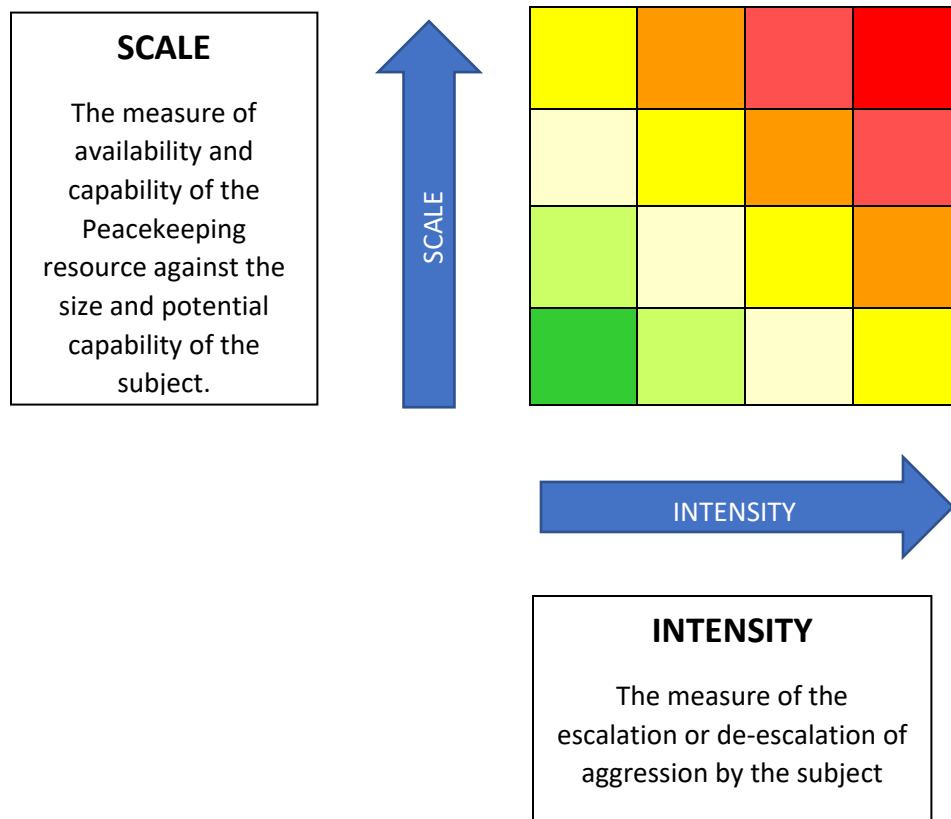 SCALE
The measure of
availability and
capability of the
Peacekeeping
resource against the
size and potential
capability of the
subject.
SCALE
INTENSITY
INTENSITY
The measure of the
escalation or de-escalation of
aggression by the subject